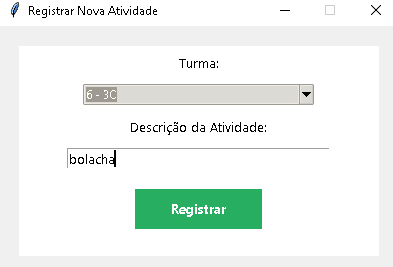 Registrar Nova Atividade
Turma:
6 - 3C
Descrição da Atividade:
bolacha
Registrar